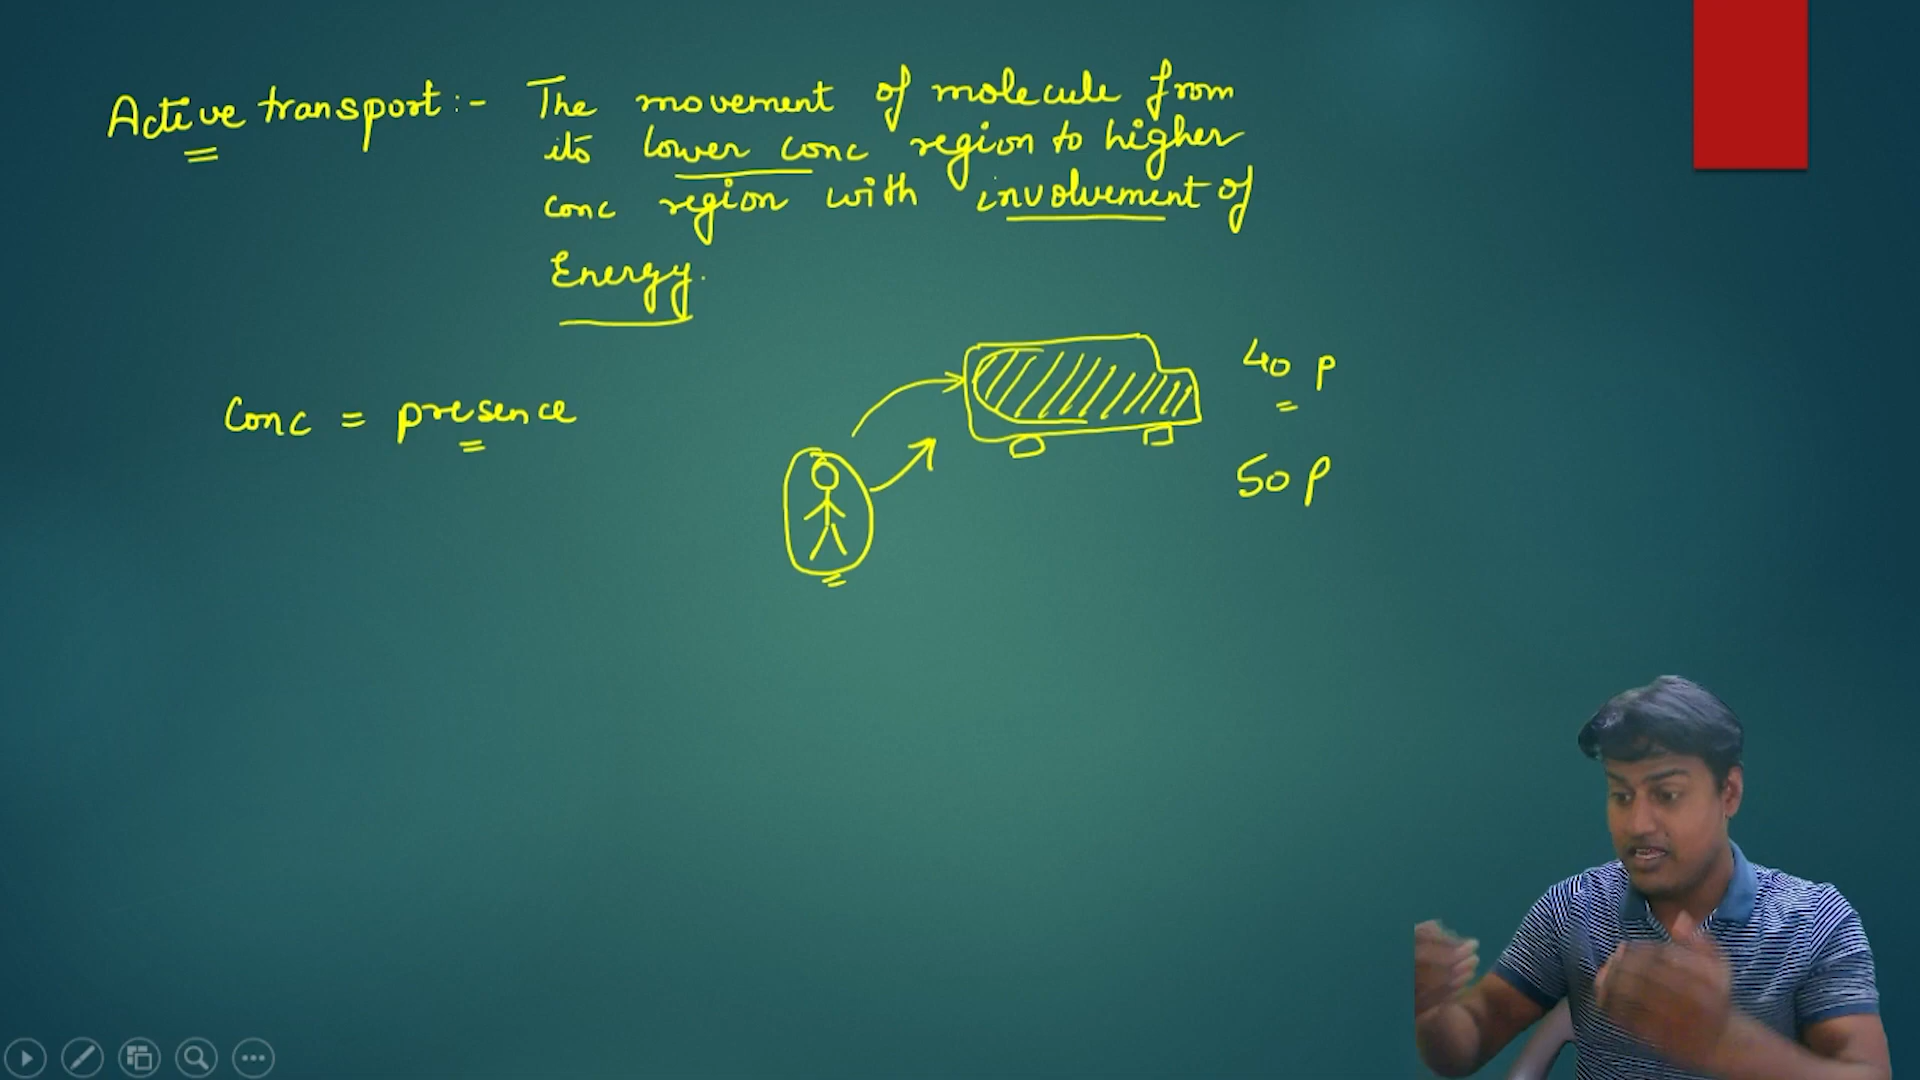 Active transport :- The movement of molecule from
its lower conc region to higher
conc region with involvement of
Energy.
Conc = presence
40 p
50 p